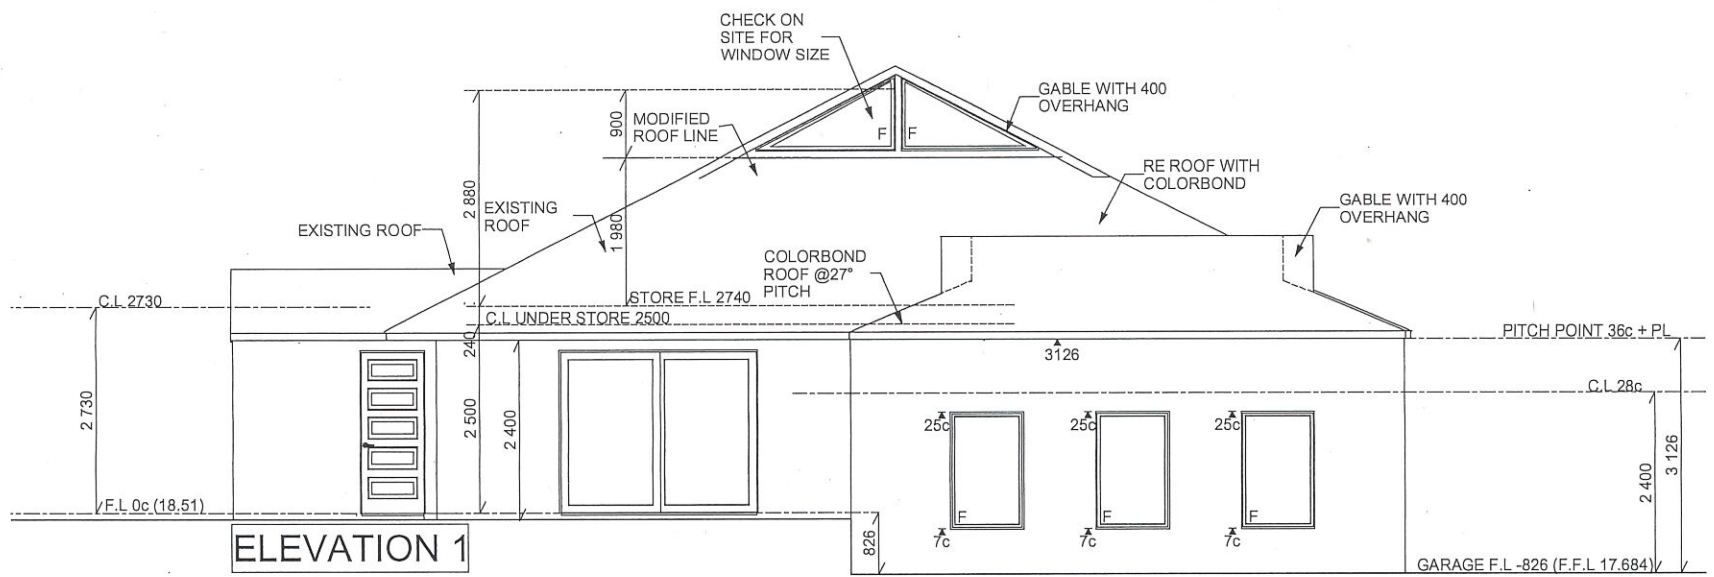 CHECK ON
SITE FOR
WINDOW SIZE
GABLE WITH 400
OVERHANG
900
MODIFIED
ROOF LINE
F
F
RE ROOF WITH
COLORBOND
2 880
EXISTING
ROOF
1 980
GABLE WITH 400
OVERHANG
EXISTING ROOF
COLORBOND
ROOF @27°
PITCH
C.L 2730
STORE F.L 2740
C.L UNDER STORE 2500
240
PITCH POINT 36c + PL
3126
C.L 28c
2 730
2 500
2 400
25c
25c
25c
3 126
2 400
F.L 0c (18.51)
F
F
F
7c
7c
7c
826
ELEVATION 1
GARAGE F.L -826 (F.F.L 17.684)